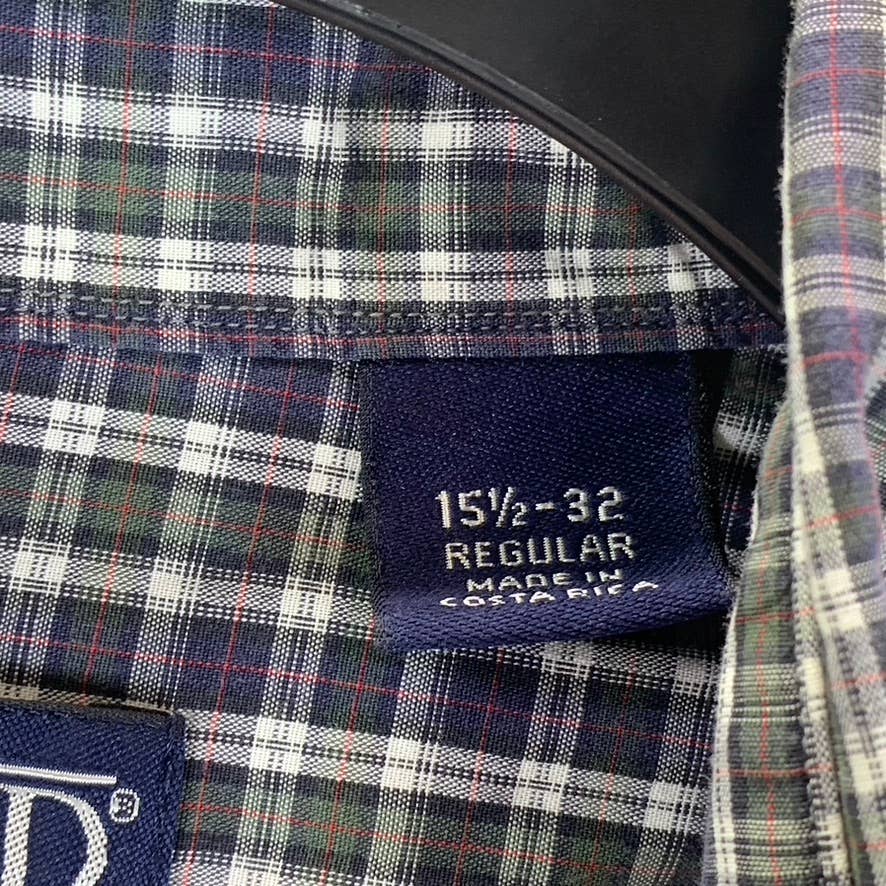 15½-32
REGULAR
MADE IN
COSTA RICA
D®